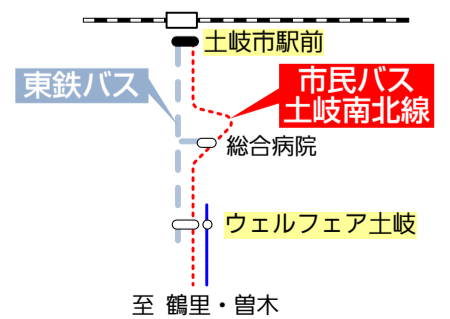 土岐市駅前
東鉄バス
市民バス
土岐南北線
総合病院
ウェルフェア土岐
至 鶴里・曽木